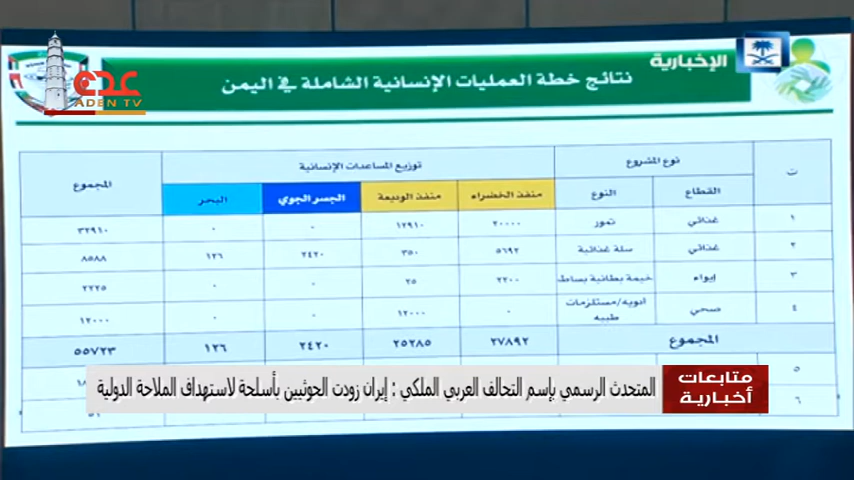 الإخبارية
عدن
ADEN TV
نتائج خطة العمليات الإنسانية الشاملة في اليمن
ت نوع المشروع توزيع المساعدات الإنسانية المجموع
القطاع النوع منفذ الخضراء منفذ الوديعة الجسر الجوي البحر
١ غذائي تمور ٢٠٠٠٠ ١٢٩١٠ ٠ ٠ ٣٢٩١٠
٢ غذائي سلة غذائية ٥٦٩٢ ٣٥٠ ٢٤٢٠ ١٢٦ ٨٥٨٨
٣ إيواء خيمة بطانية بساط ٢٢٠٠ ٢٥ ٠ ٠ ٢٢٢٥
٤ صحي ادويه/مستلزمات طبيه ٠ ١٢٠٠٠ ٠ ٠ ١٢٠٠٠
المجموع ٢٧٨٩٢ ٢٥٢٨٥ ٢٤٢٠ ١٢٦ ٥٥٧٢٣
٥
٦
متابعات
أخبارية
المتحدث الرسمي بإسم التحالف العربي الملكي : إيران زودت الحوثيين بأسلحة لاستهداف الملاحة الدولية